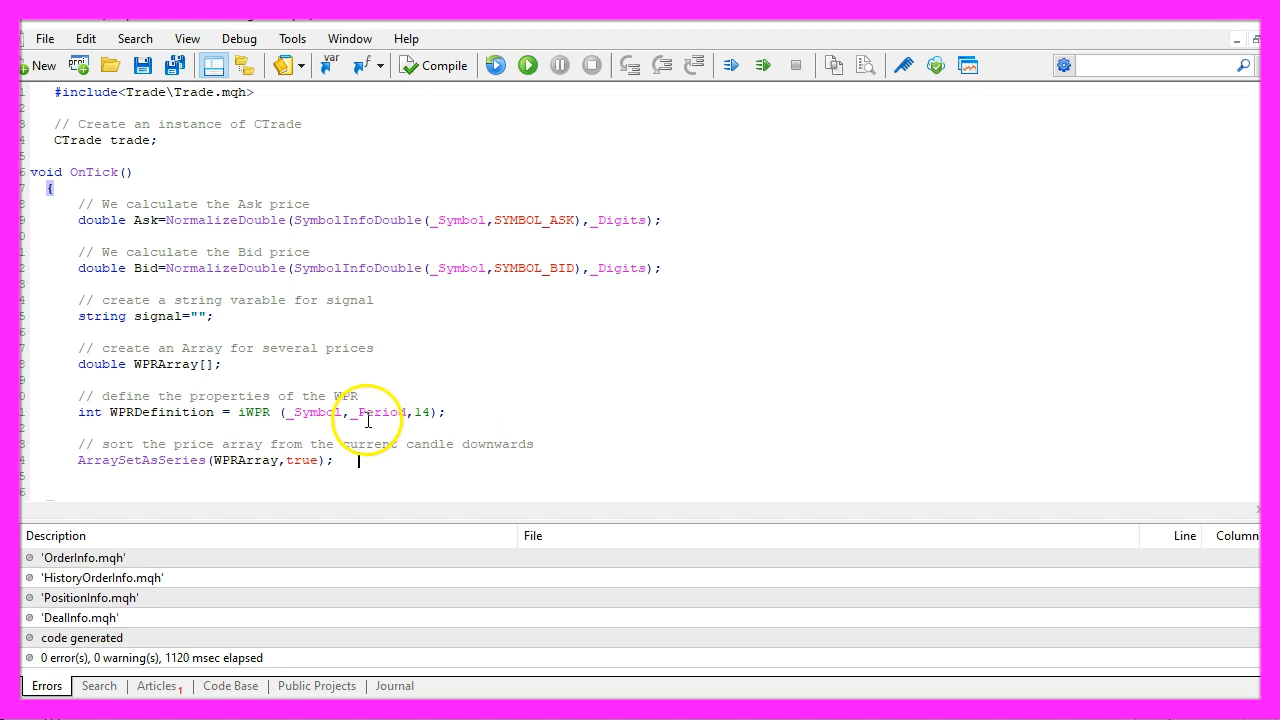 File Edit Search View Debug Tools Window Help
New Compile
#include<Trade\Trade.mqh>
// Create an instance of CTrade
CTrade trade;
void OnTick()
{
// We calculate the Ask price
double Ask=NormalizeDouble(SymbolInfoDouble(_Symbol,SYMBOL_ASK),_Digits);
// We calculate the Bid price
double Bid=NormalizeDouble(SymbolInfoDouble(_Symbol,SYMBOL_BID),_Digits);
// create a string varable for signal
string signal="";
// create an Array for several prices
double WPRArray[];
// define the properties of the WPR
int WPRDefinition = iWPR (_Symbol,_Period,14);
// sort the price array from the current candle downwards
ArraySetAsSeries(WPRArray,true);
Description File Line Column
'OrderInfo.mqh'
'HistoryOrderInfo.mqh'
'PositionInfo.mqh'
'DealInfo.mqh'
code generated
0 error(s), 0 warning(s), 1120 msec elapsed
Errors Search Articles 1 Code Base Public Projects Journal